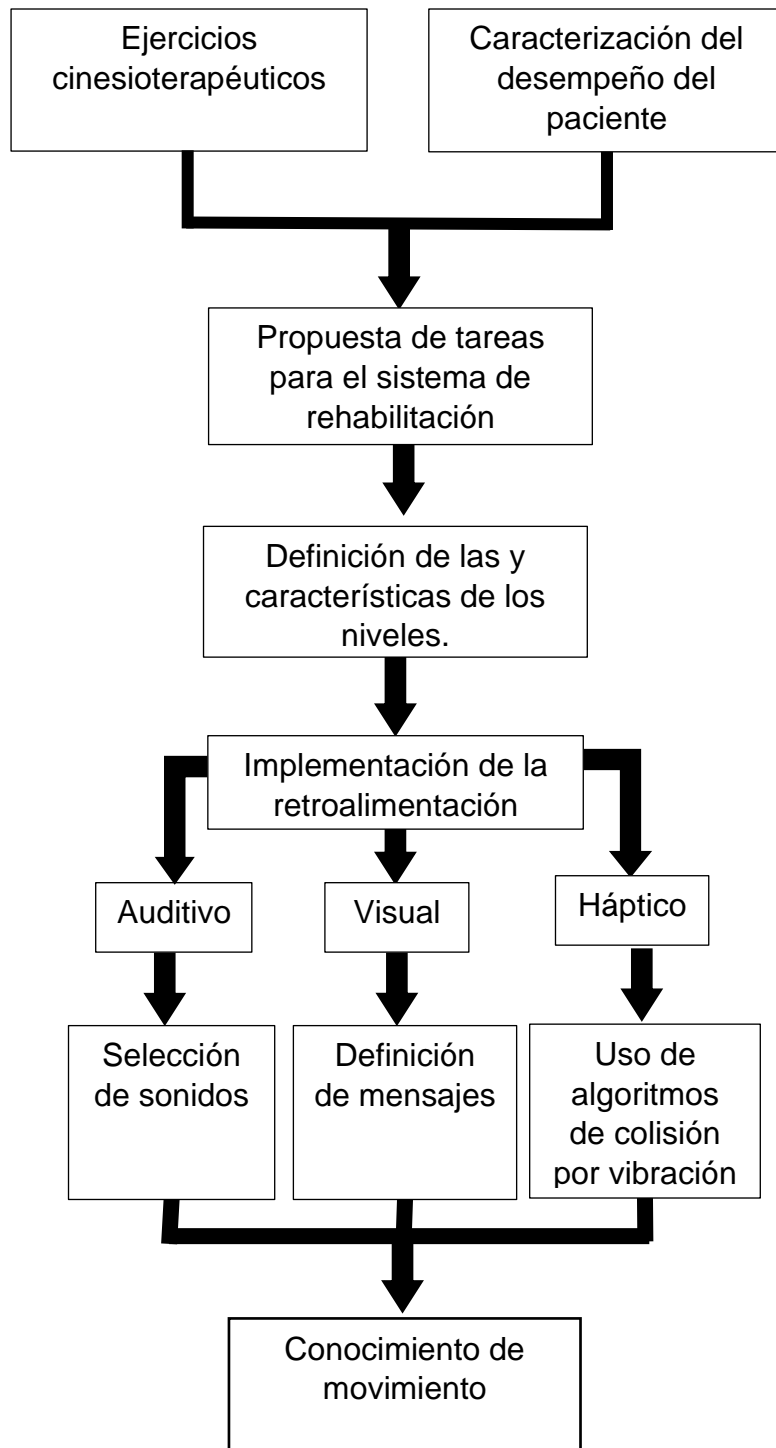 Ejercicios
cinesioterapéuticos
Caracterización del
desempeño del
paciente
Propuesta de tareas
para el sistema de
rehabilitación
Definición de las y
características de los
niveles.
Implementación de la
retroalimentación
Auditivo
Visual
Háptico
Selección
de sonidos
Definición
de mensajes
Uso de
algoritmos
de colisión
por vibración
Conocimiento de
movimiento